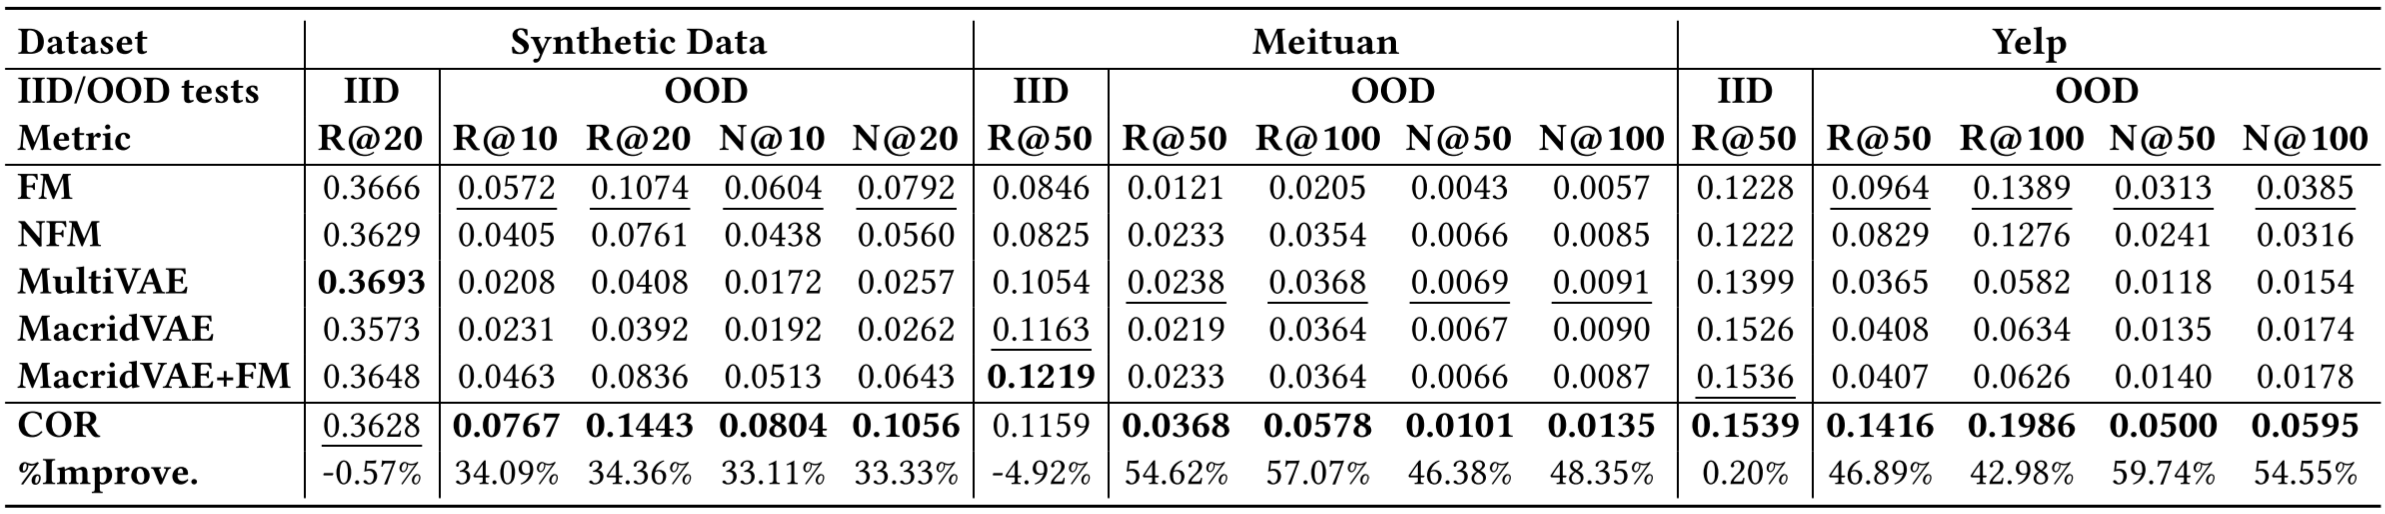 Dataset Synthetic Data Meituan Yelp
IID/OOD tests IID OOD IID OOD IID OOD
Metric R@20 R@10 R@20 N@10 N@20 R@50 R@50 R@100 N@50 N@100 R@50 R@50 R@100 N@50 N@100
FM 0.3666 0.0572 0.1074 0.0604 0.0792 0.0846 0.0121 0.0205 0.0043 0.0057 0.1228 0.0964 0.1389 0.0313 0.0385
NFM 0.3629 0.0405 0.0761 0.0438 0.0560 0.0825 0.0233 0.0354 0.0066 0.0085 0.1222 0.0829 0.1276 0.0241 0.0316
MultiVAE 0.3693 0.0208 0.0408 0.0172 0.0257 0.1054 0.0238 0.0368 0.0069 0.0091 0.1399 0.0365 0.0582 0.0118 0.0154
MacridVAE 0.3573 0.0231 0.0392 0.0192 0.0262 0.1163 0.0219 0.0364 0.0067 0.0090 0.1526 0.0408 0.0634 0.0135 0.0174
MacridVAE+FM 0.3648 0.0463 0.0836 0.0513 0.0643 0.1219 0.0233 0.0364 0.0066 0.0087 0.1536 0.0407 0.0626 0.0140 0.0178
COR 0.3628 0.0767 0.1443 0.0804 0.1056 0.1159 0.0368 0.0578 0.0101 0.0135 0.1539 0.1416 0.1986 0.0500 0.0595
%Improve. -0.57% 34.09% 34.36% 33.11% 33.33% -4.92% 54.62% 57.07% 46.38% 48.35% 0.20% 46.89% 42.98% 59.74% 54.55%